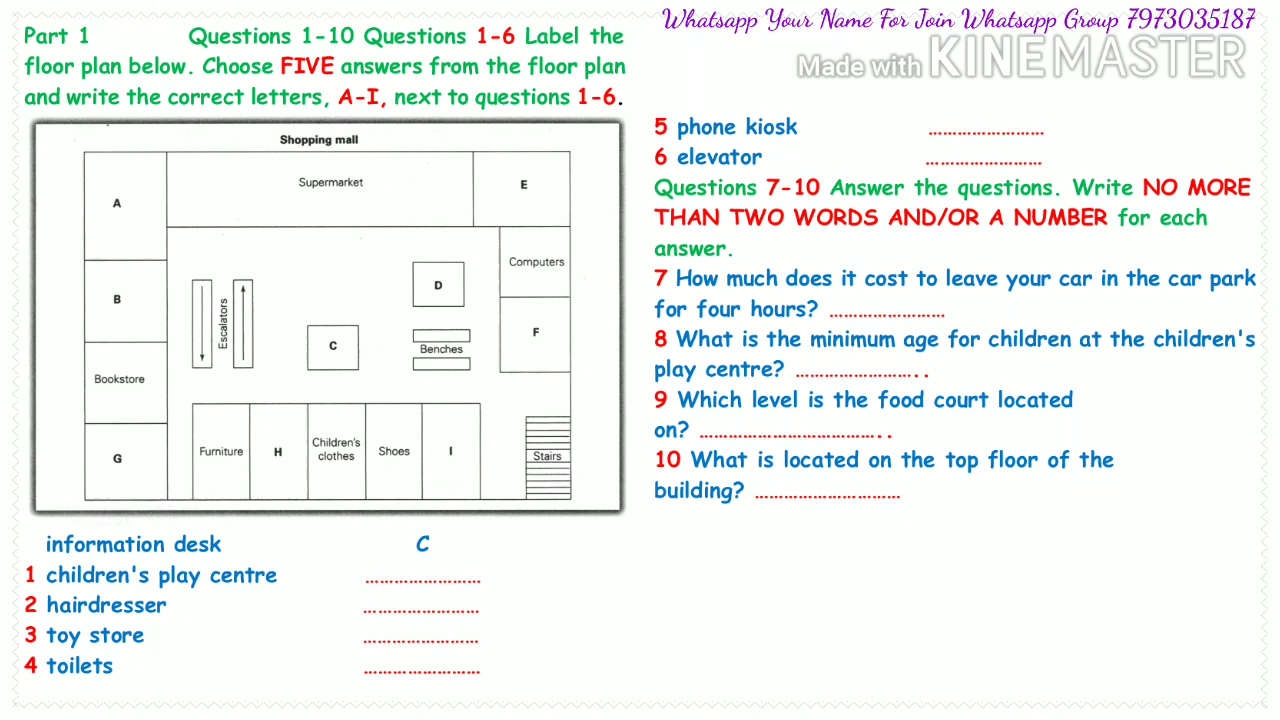 Whatsapp Your Name For Join Whatsapp Group 7973035187
Made with KINEMASTER
Part 1 Questions 1-10 Questions 1-6 Label the
floor plan below. Choose FIVE answers from the floor plan
and write the correct letters, A-I, next to questions 1-6.
Shopping mall
A
Supermarket
E
B
Computers
D
Escalators
C
F
Benches
Bookstore
G
Furniture
H
Children's
clothes
Shoes
I
Stairs
information desk C
1 children's play centre ……………………
2 hairdresser ……………………
3 toy store ……………………
4 toilets ……………………
5 phone kiosk ……………………
6 elevator ……………………
Questions 7-10 Answer the questions. Write NO MORE
THAN TWO WORDS AND/OR A NUMBER for each
answer.
7 How much does it cost to leave your car in the car park
for four hours? ……………………
8 What is the minimum age for children at the children's
play centre? ……………………..
9 Which level is the food court located
on? ………………………………..
10 What is located on the top floor of the
building? …………………………